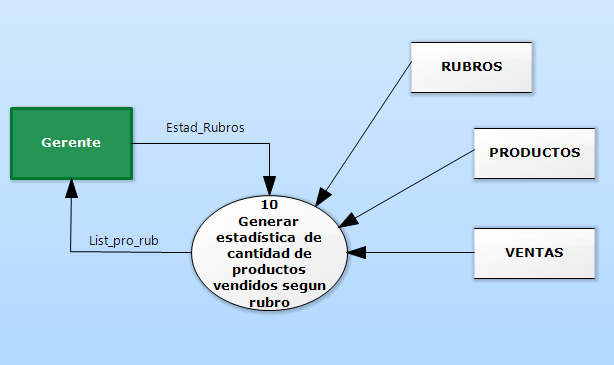 RUBROS
Gerente
Estad_Rubros
PRODUCTOS
10
Generar
estadística de
cantidad de
productos
vendidos segun
rubro
List_pro_rub
VENTAS